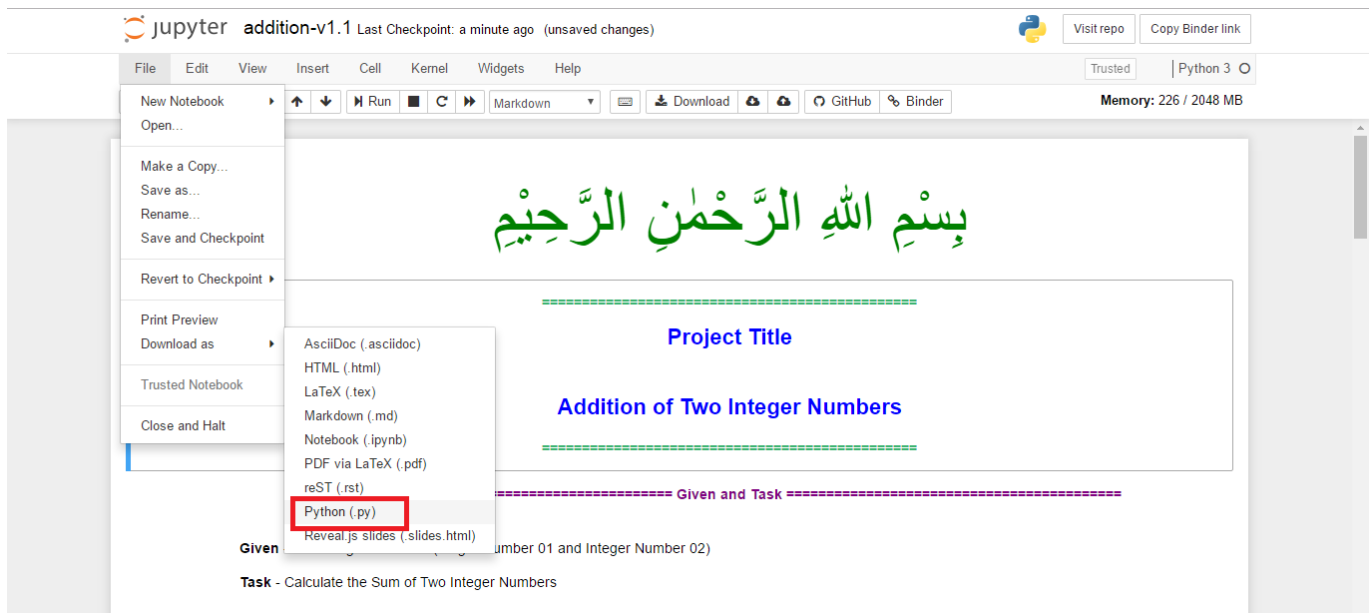 jupyter addition-v1.1 Last Checkpoint: a minute ago (unsaved changes) Visit repo Copy Binder link
File Edit View Insert Cell Kernel Widgets Help Trusted Python 3
Run Markdown Download GitHub Binder Memory: 226 / 2048 MB
New Notebook
Open...
Make a Copy...
Save as...
Rename...
Save and Checkpoint
Revert to Checkpoint
Print Preview
Download as
Trusted Notebook
Close and Halt
AsciiDoc (.asciidoc)
HTML (.html)
LaTeX (.tex)
Markdown (.md)
Notebook (.ipynb)
PDF via LaTeX (.pdf)
reST (.rst)
Python (.py)
Reveal.js slides (.slides.html)
بِسْمِ اللهِ الرَّحْمٰنِ الرَّحِيْمِ
===============================================
Project Title
Addition of Two Integer Numbers
===============================================
====================== Given and Task ==========================================
Given umber 01 and Integer Number 02)
Task - Calculate the Sum of Two Integer Numbers